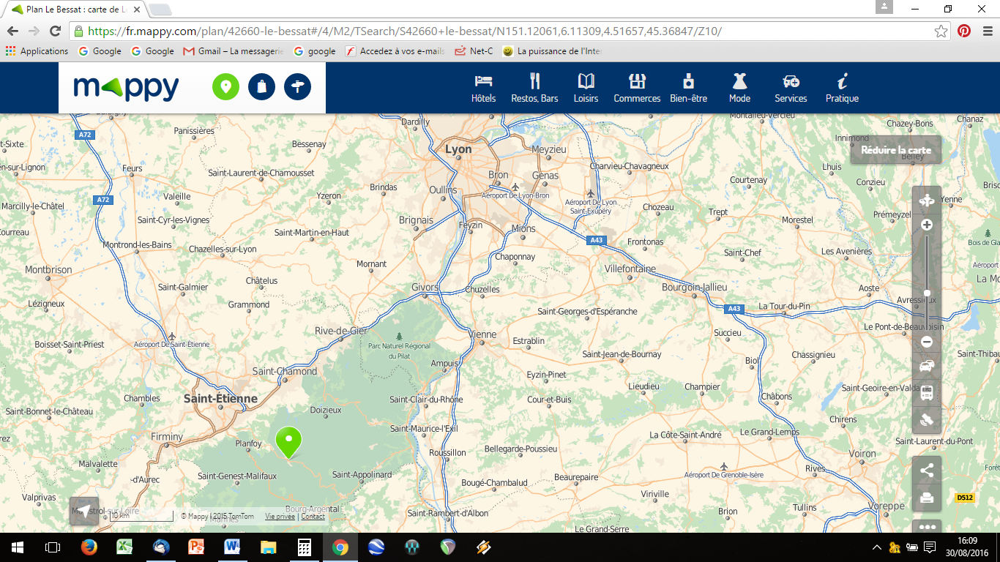 Plan Le Bessat : carte de L
https://fr.mappy.com/plan/42660-le-bessat#/4/M2/TSearch/S42660+le-bessat/N151.12061,6.11309,4.51657,45.36847/Z10/
Applications Google Google Gmail – La messagerie google Accedez à vos e-mails Net-C La puissance de l'Inte
mappy
Hôtels Restos, Bars Loisirs Commerces Bien-être Mode Services Pratique
Dardilly
Montalieu-Vercieu
Chanaz
Chazey-Bons
A72
Panissières
Innimond
Bessenay
Lyon
Meyzieu
Réduire la carte
Belley
Feurs
Saint-Laurent-de-Chamousset
Bron
Genas
Charvieu-Chavagneux
Lhuis
Courtenay
Conzieu
Brindas
Oullins
Aéroport De Lyon-Bron
Valeille
Yzeron
A72
Aéroport De Lyon
Saint-Exupéry
Yenne
Marcilly-le-Châtel
Chozeau
Trept
Prémeyzel
Saint-Cyr-les-Vignes
Brignais
Feyzin
Mions
Morestel
Saint-Martin-en-Haut
A43
Frontonas
Bois de Gla
Montrond-les-Bains
Chazelles-sur-Lyon
Saint-Chef
Les Avenières
Chaponnay
Aéroport
Montbrison
Mornant
Villefontaine
La Mo
Châtelus
Saint-Galmier
Givors
Chuzelles
Bourgoin-Jallieu
Aoste
Avressieux
Lézigneux
Grammond
A43
La Tour-du-Pin
Saint-Georges-d'Espéranche
Le Pont-de-Beauvoisin
Rive-de-Gier
Vienne
Succieu
Boisset-Saint-Priest
Aéroport De Saint-Étienne
Parc Naturel Régional
du Pilat
Estrablin
Saint-Jean-de-Bournay
Chassignieu
Saint-Thiba
Biol
Ampuis
Saint-Chamond
Eyzin-Pinet
Lieudieu
Champier
Saint-Geoire-en-Valdaine
Chambles
Saint-Étienne
Saint-Clair-du-Rhône
Cour-et-Buis
Châbons
Saint-Bonnet-le-Château
Doizieux
Chirens
Saint-Maurice-l'Exil
Firminy
Planfoy
La Côte-Saint-André
Le Grand-Lemps
Saint-Laurent-du-Pont
Roussillon
Bellegarde-Poussieu
Voiron
Malvalette
-d'Aurec
Saint-Genest-Malifaux
Saint-Appolinard
Beaurepaire
Aéroport De Grenoble-Isère
Rives
Bougé-Chambalud
Valprivas
Viriville
D512
Bourg-Argental
Saint-Rambert-d'Albon
Brion
Tullins
Voreppe
10 km
© Mappy | 2015 TomTom Vie privée | Contact
Le Grand-Serre
16:09
30/08/2016